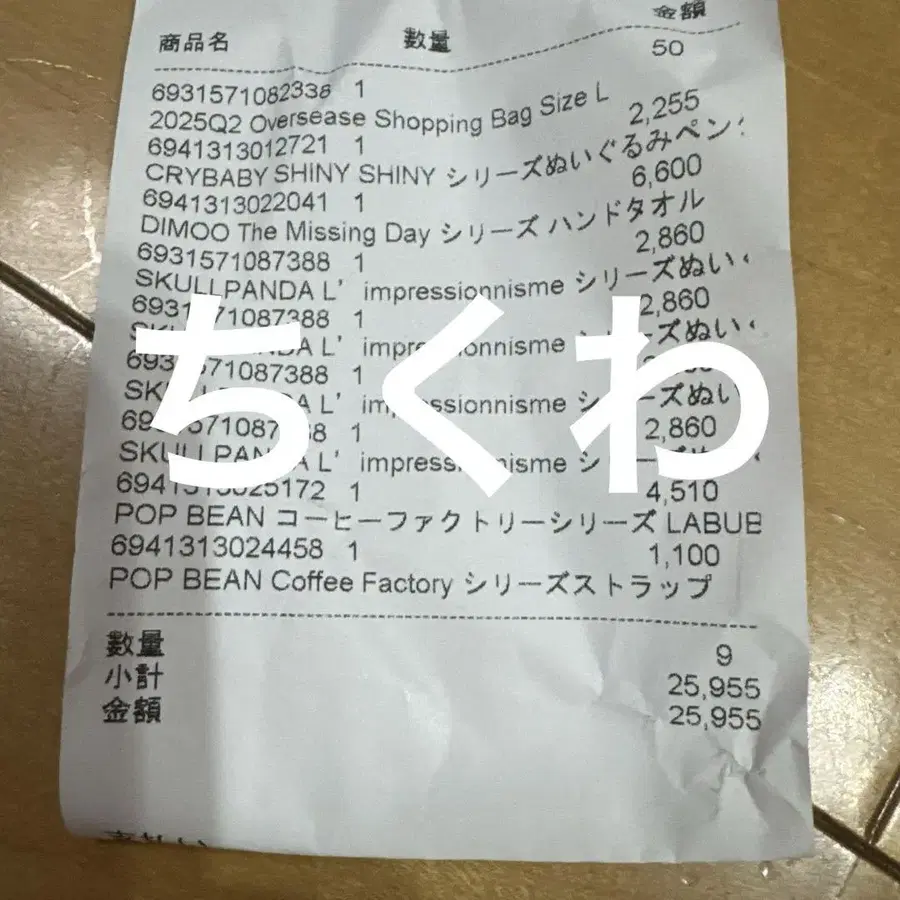 金額
商品名 数量
50
6931571082338 1
2025Q2 Oversease Shopping Bag Size L
2,255
6941313012721 1
CRYBABY SHINY SHINY シリーズぬいぐるみペン
6,600
6941313022041 1
DIMOO The Missing Day シリーズ ハンドタオル
2,860
6931571087388 1
SKULLPANDA L' impressionnisme シリーズぬい
2,860
1087388 1
L' シリーズぬい
71087388 1
L' シリーズぬい
1
2,860
SKULLPANDA L'
1
4,510
POP BEAN コーヒーファクトリーシリーズ LABUB
6941313024458 1
1,100
POP BEAN Coffee Factory シリーズストラップ
数量
9
小計
25,955
金額
25,955
ちくわ